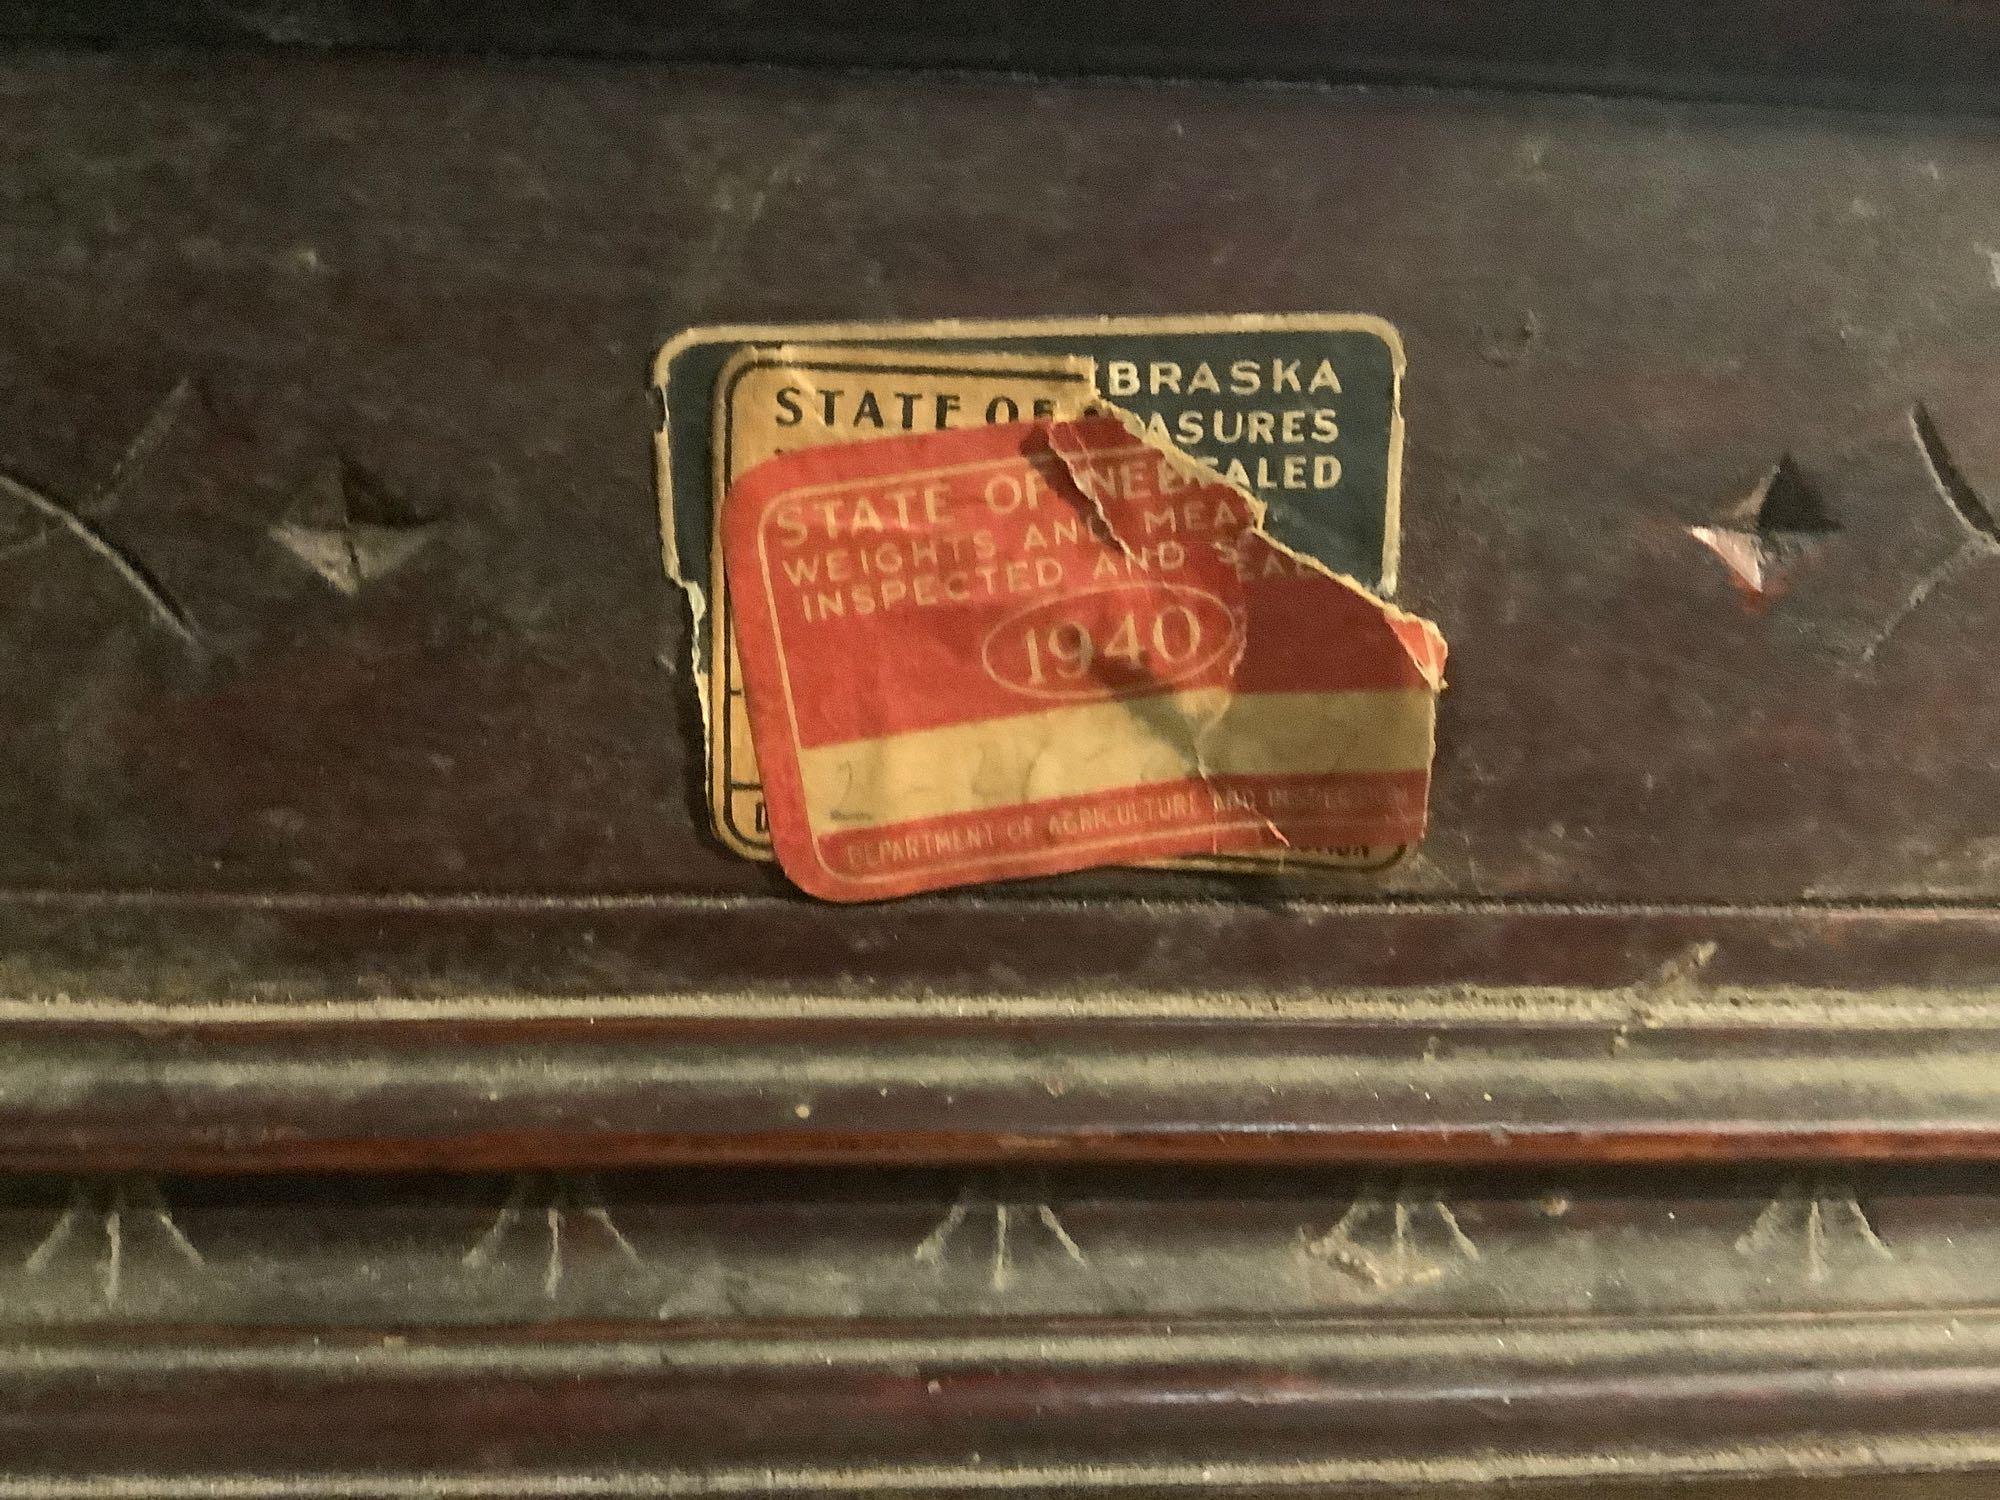 BRASKA
ASURES
EALED
STATE OF
STATE OF NEB
WEIGHTS AND MEA
INSPECTED AND SEAL
1940
DEPARTMENT OF AGRICULTURE AND INSPECTION